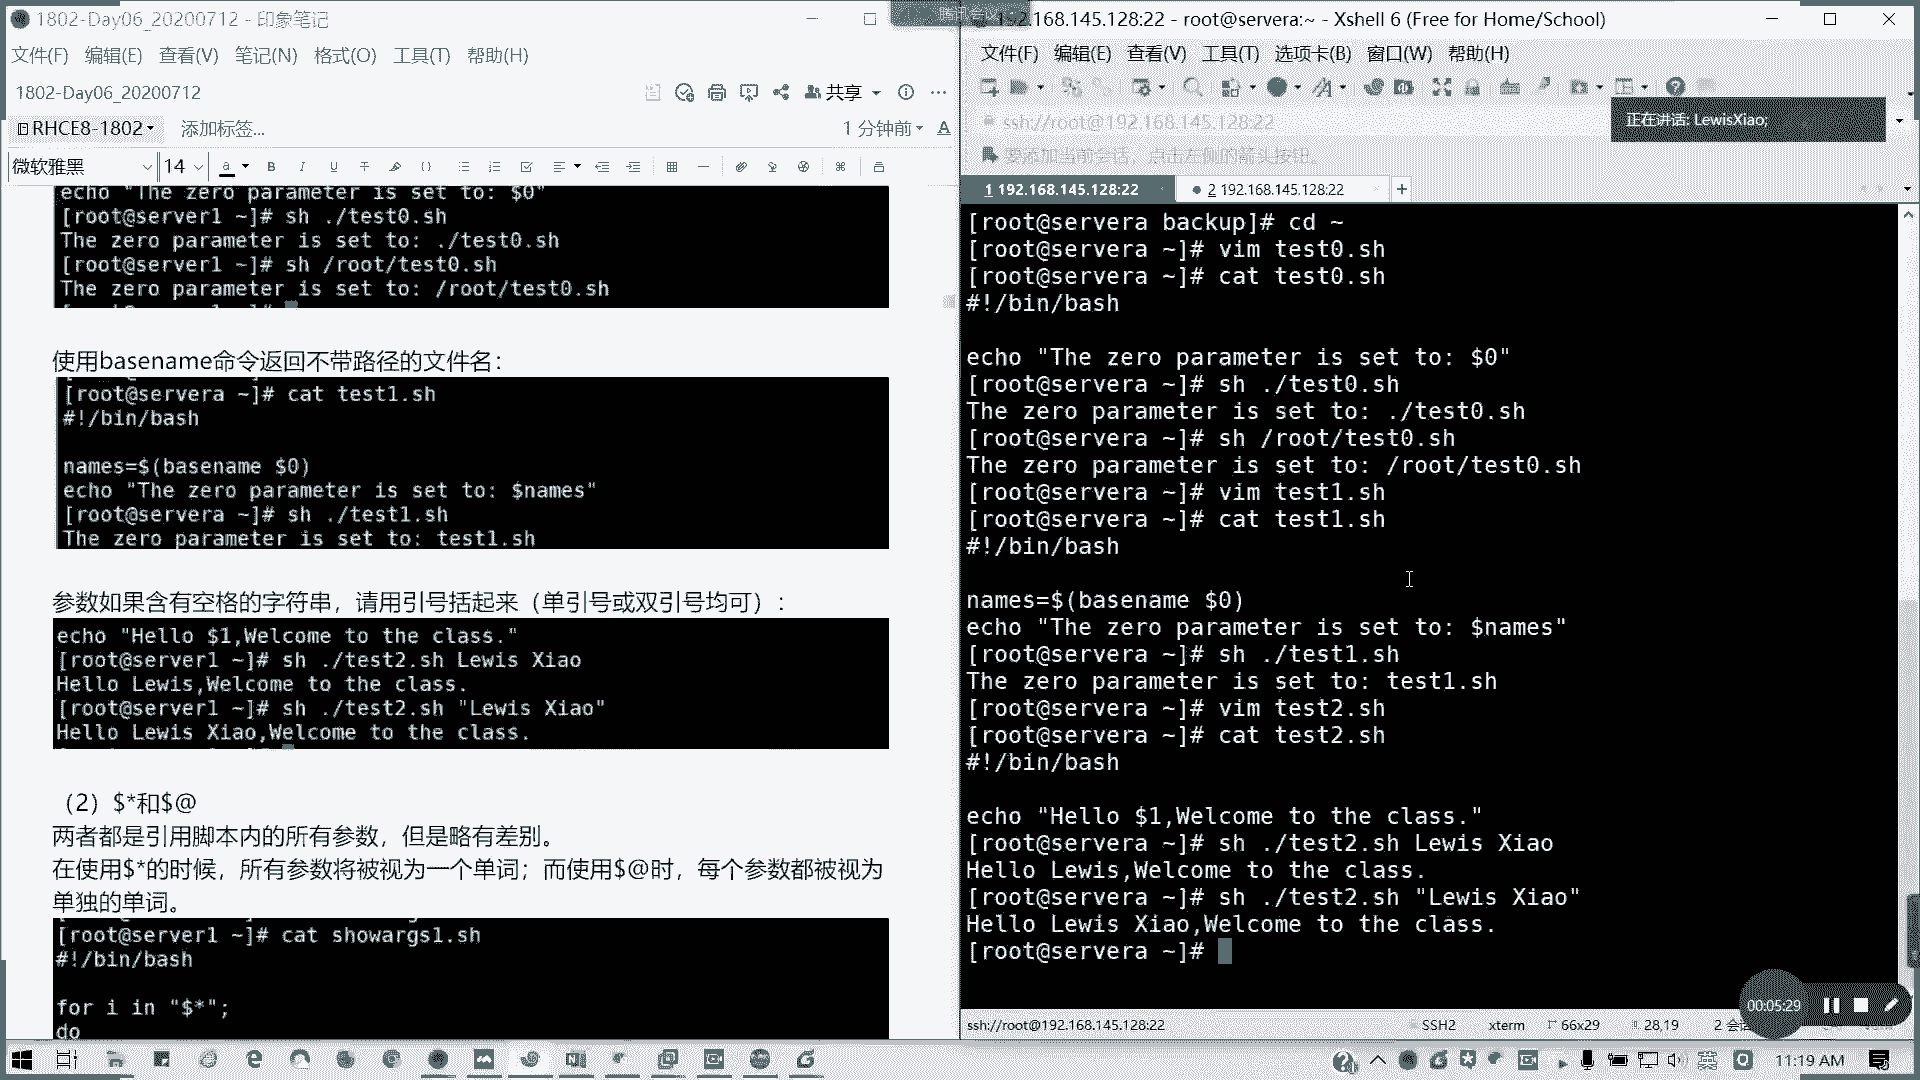 1802-Day06_20200712 - 印象笔记
文件(F) 编辑(E) 查看(V) 笔记(N) 格式(O) 工具(T) 帮助(H)
1802-Day06_20200712
共享
RHCE8-1802
添加标签...
1 分钟前
微软雅黑 14
echo "The zero parameter is set to: $0"
[root@server1 ~]# sh ./test0.sh
The zero parameter is set to: ./test0.sh
[root@server1 ~]# sh /root/test0.sh
The zero parameter is set to: /root/test0.sh
使用basename命令返回不带路径的文件名：
[root@servera ~]# cat test1.sh
#!/bin/bash
names=$(basename $0)
echo "The zero parameter is set to: $names"
[root@servera ~]# sh ./test1.sh
The zero parameter is set to: test1.sh
参数如果含有空格的字符串，请用引号括起来（单引号或双引号均可）：
echo "Hello $1,Welcome to the class."
[root@server1 ~]# sh ./test2.sh Lewis Xiao
Hello Lewis,Welcome to the class.
[root@server1 ~]# sh ./test2.sh "Lewis Xiao"
Hello Lewis Xiao,Welcome to the class.
（2）$*和$@
两者都是引用脚本内的所有参数，但是略有差别。
在使用$*的时候，所有参数将被视为一个单词；而使用$@时，每个参数都被视为
单独的单词。
[root@server1 ~]# cat showargs1.sh
#!/bin/bash
for i in "$*";
do
192.168.145.128:22 - root@servera:~ - Xshell 6 (Free for Home/School)
文件(F) 编辑(E) 查看(V) 工具(T) 选项卡(B) 窗口(W) 帮助(H)
ssh://root@192.168.145.128:22
正在讲话: LewisXiao;
要添加当前会话，点击左侧的箭头按钮。
1 192.168.145.128:22
2 192.168.145.128:22
[root@servera backup]# cd ~
[root@servera ~]# vim test0.sh
[root@servera ~]# cat test0.sh
#!/bin/bash
echo "The zero parameter is set to: $0"
[root@servera ~]# sh ./test0.sh
The zero parameter is set to: ./test0.sh
[root@servera ~]# sh /root/test0.sh
The zero parameter is set to: /root/test0.sh
[root@servera ~]# vim test1.sh
[root@servera ~]# cat test1.sh
#!/bin/bash
names=$(basename $0)
echo "The zero parameter is set to: $names"
[root@servera ~]# sh ./test1.sh
The zero parameter is set to: test1.sh
[root@servera ~]# vim test2.sh
[root@servera ~]# cat test2.sh
#!/bin/bash
echo "Hello $1,Welcome to the class."
[root@servera ~]# sh ./test2.sh Lewis Xiao
Hello Lewis,Welcome to the class.
[root@servera ~]# sh ./test2.sh "Lewis Xiao"
Hello Lewis Xiao,Welcome to the class.
[root@servera ~]#
00:05:29
ssh://root@192.168.145.128:22 SSH2 xterm 66x29 28,19
11:19 AM